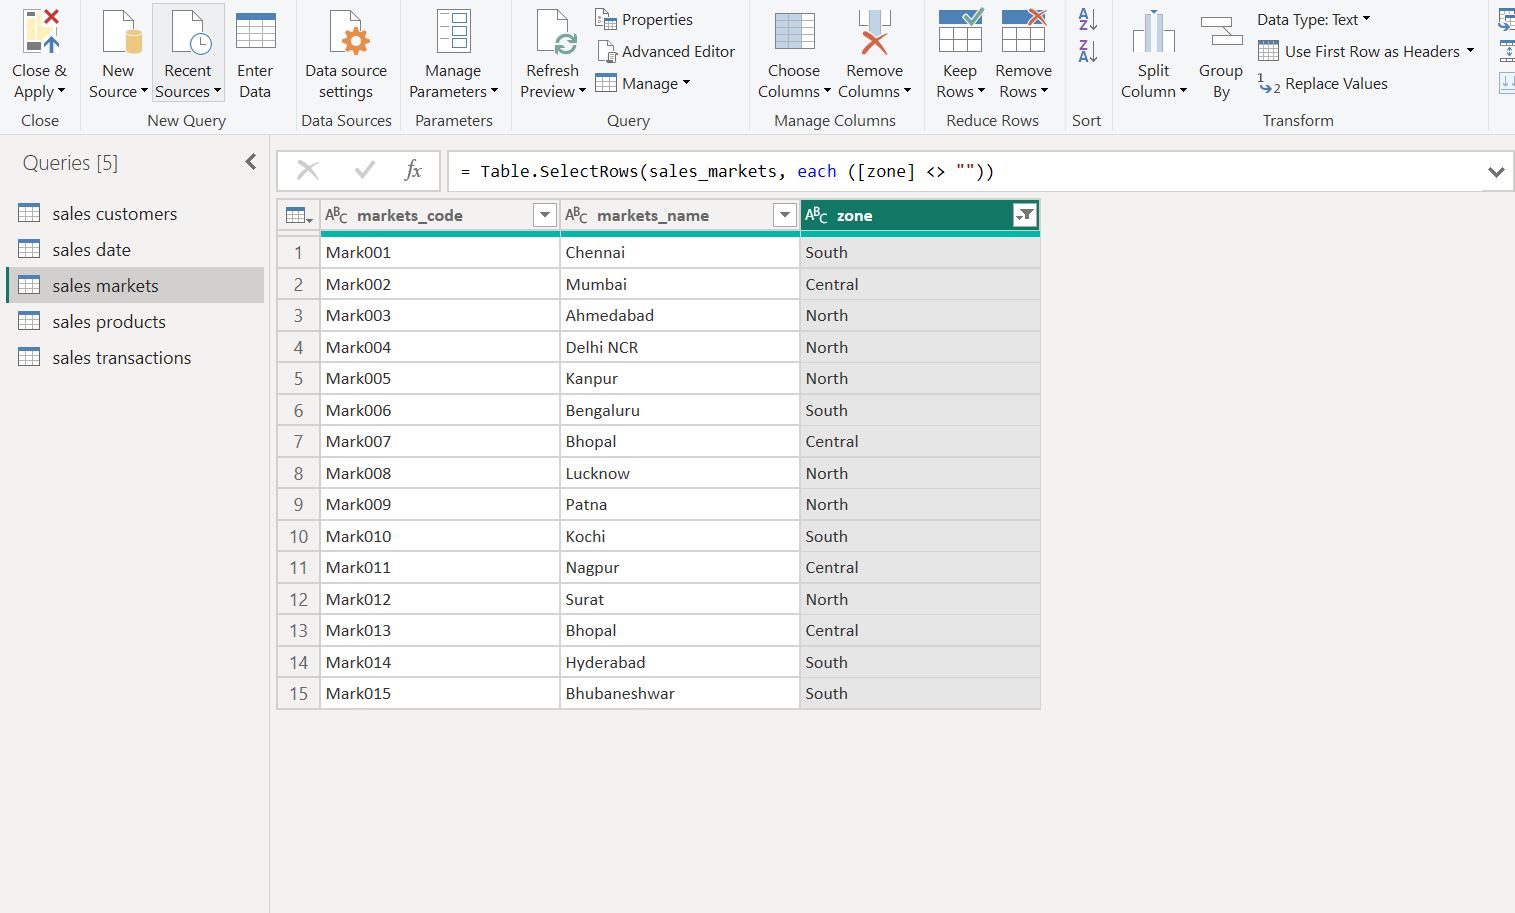 Close & Apply
New Source
Recent Sources
Enter Data
Data source settings
Manage Parameters
Refresh Preview
Properties
Advanced Editor
Manage
Choose Columns
Remove Columns
Keep Rows
Remove Rows
A Z
Z A
Split Column
Group By
Data Type: Text
Use First Row as Headers
1 2 Replace Values
Close
New Query
Data Sources
Parameters
Query
Manage Columns
Reduce Rows
Sort
Transform
Queries [5]
sales customers
sales date
sales markets
sales products
sales transactions
fx
= Table.SelectRows(sales_markets, each ([zone] <> ""))
ABC markets_code ABC markets_name ABC zone
1 Mark001 Chennai South
2 Mark002 Mumbai Central
3 Mark003 Ahmedabad North
4 Mark004 Delhi NCR North
5 Mark005 Kanpur North
6 Mark006 Bengaluru South
7 Mark007 Bhopal Central
8 Mark008 Lucknow North
9 Mark009 Patna North
10 Mark010 Kochi South
11 Mark011 Nagpur Central
12 Mark012 Surat North
13 Mark013 Bhopal Central
14 Mark014 Hyderabad South
15 Mark015 Bhubaneshwar South